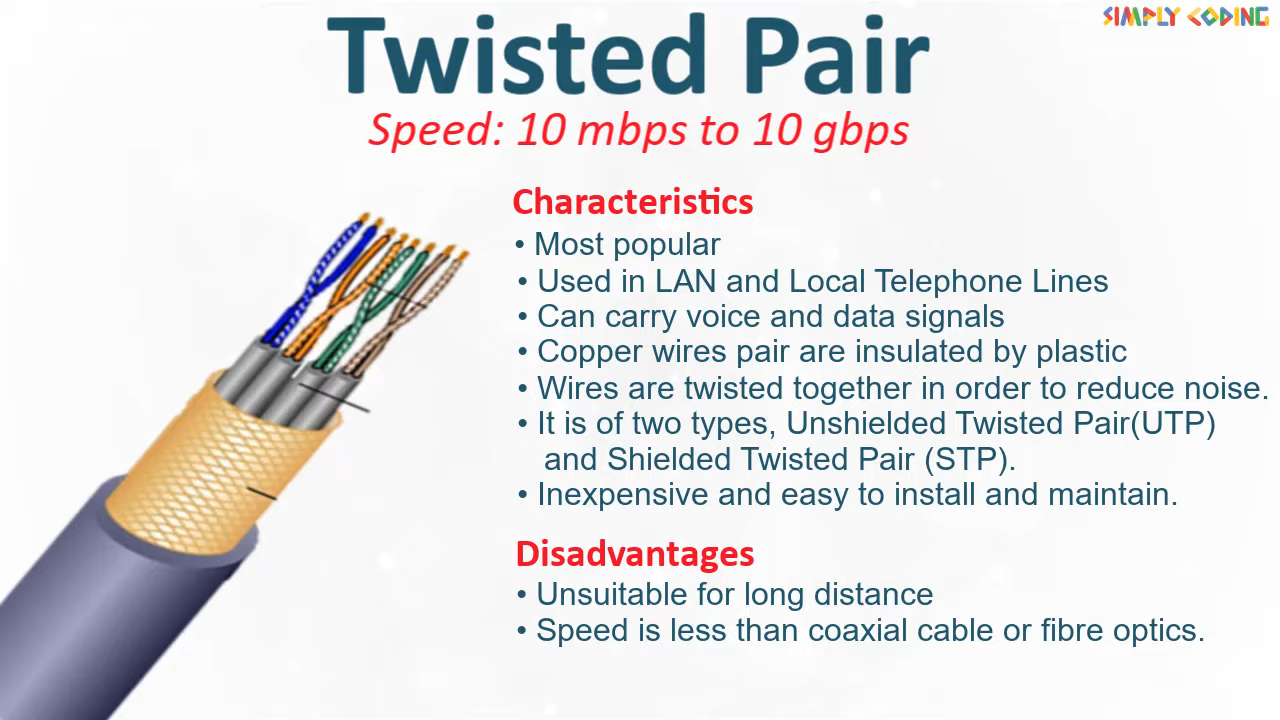 SIMPLY CODING
Twisted Pair
Speed: 10 mbps to 10 gbps
Characteristics
• Most popular
• Used in LAN and Local Telephone Lines
• Can carry voice and data signals
• Copper wires pair are insulated by plastic
• Wires are twisted together in order to reduce noise.
• It is of two types, Unshielded Twisted Pair(UTP)
and Shielded Twisted Pair (STP).
• Inexpensive and easy to install and maintain.
Disadvantages
• Unsuitable for long distance
• Speed is less than coaxial cable or fibre optics.